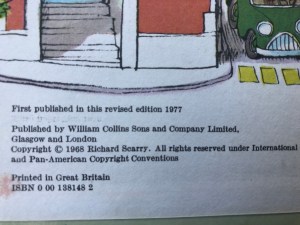 First published in this revised edition 1977
Published by William Collins Sons and Company Limited,
Glasgow and London
Copyright © 1968 Richard Scarry. All rights reserved under International
and Pan-American Copyright Conventions
Printed in Great Britain
ISBN 0 00 138148 2